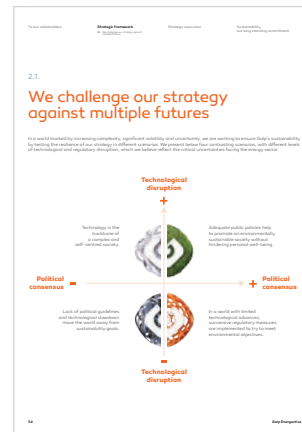 To our stakeholders
Strategic framework
Strategic execution
Sustainability,
our long standing commitment
2.1.
We challenge our strategy
against multiple futures
In a world marked by increasing complexity, significant volatility and uncertainty, we are working to ensure Galp's sustainability
by testing the resilience of our strategy in different scenarios. We present below four contrasting scenarios, with different levels
of technological and regulatory disruption, which we believe reflect the critical uncertainties facing the energy sector.
Technological
disruption
+
Technology is the
backbone of
a complex and
self-centred society.
Adequate public policies help
to promote an environmentally
sustainable society without
hindering personal well-being.
Political
consensus
-
+
Political
consensus
Lack of political guidelines
and technological slowdown
move the world away from
sustainability goals.
In a world with limited
technological advances,
successive regulatory measures
are implemented to try to meet
environmental objectives.
-
Technological
disruption
54
Galp Energetics